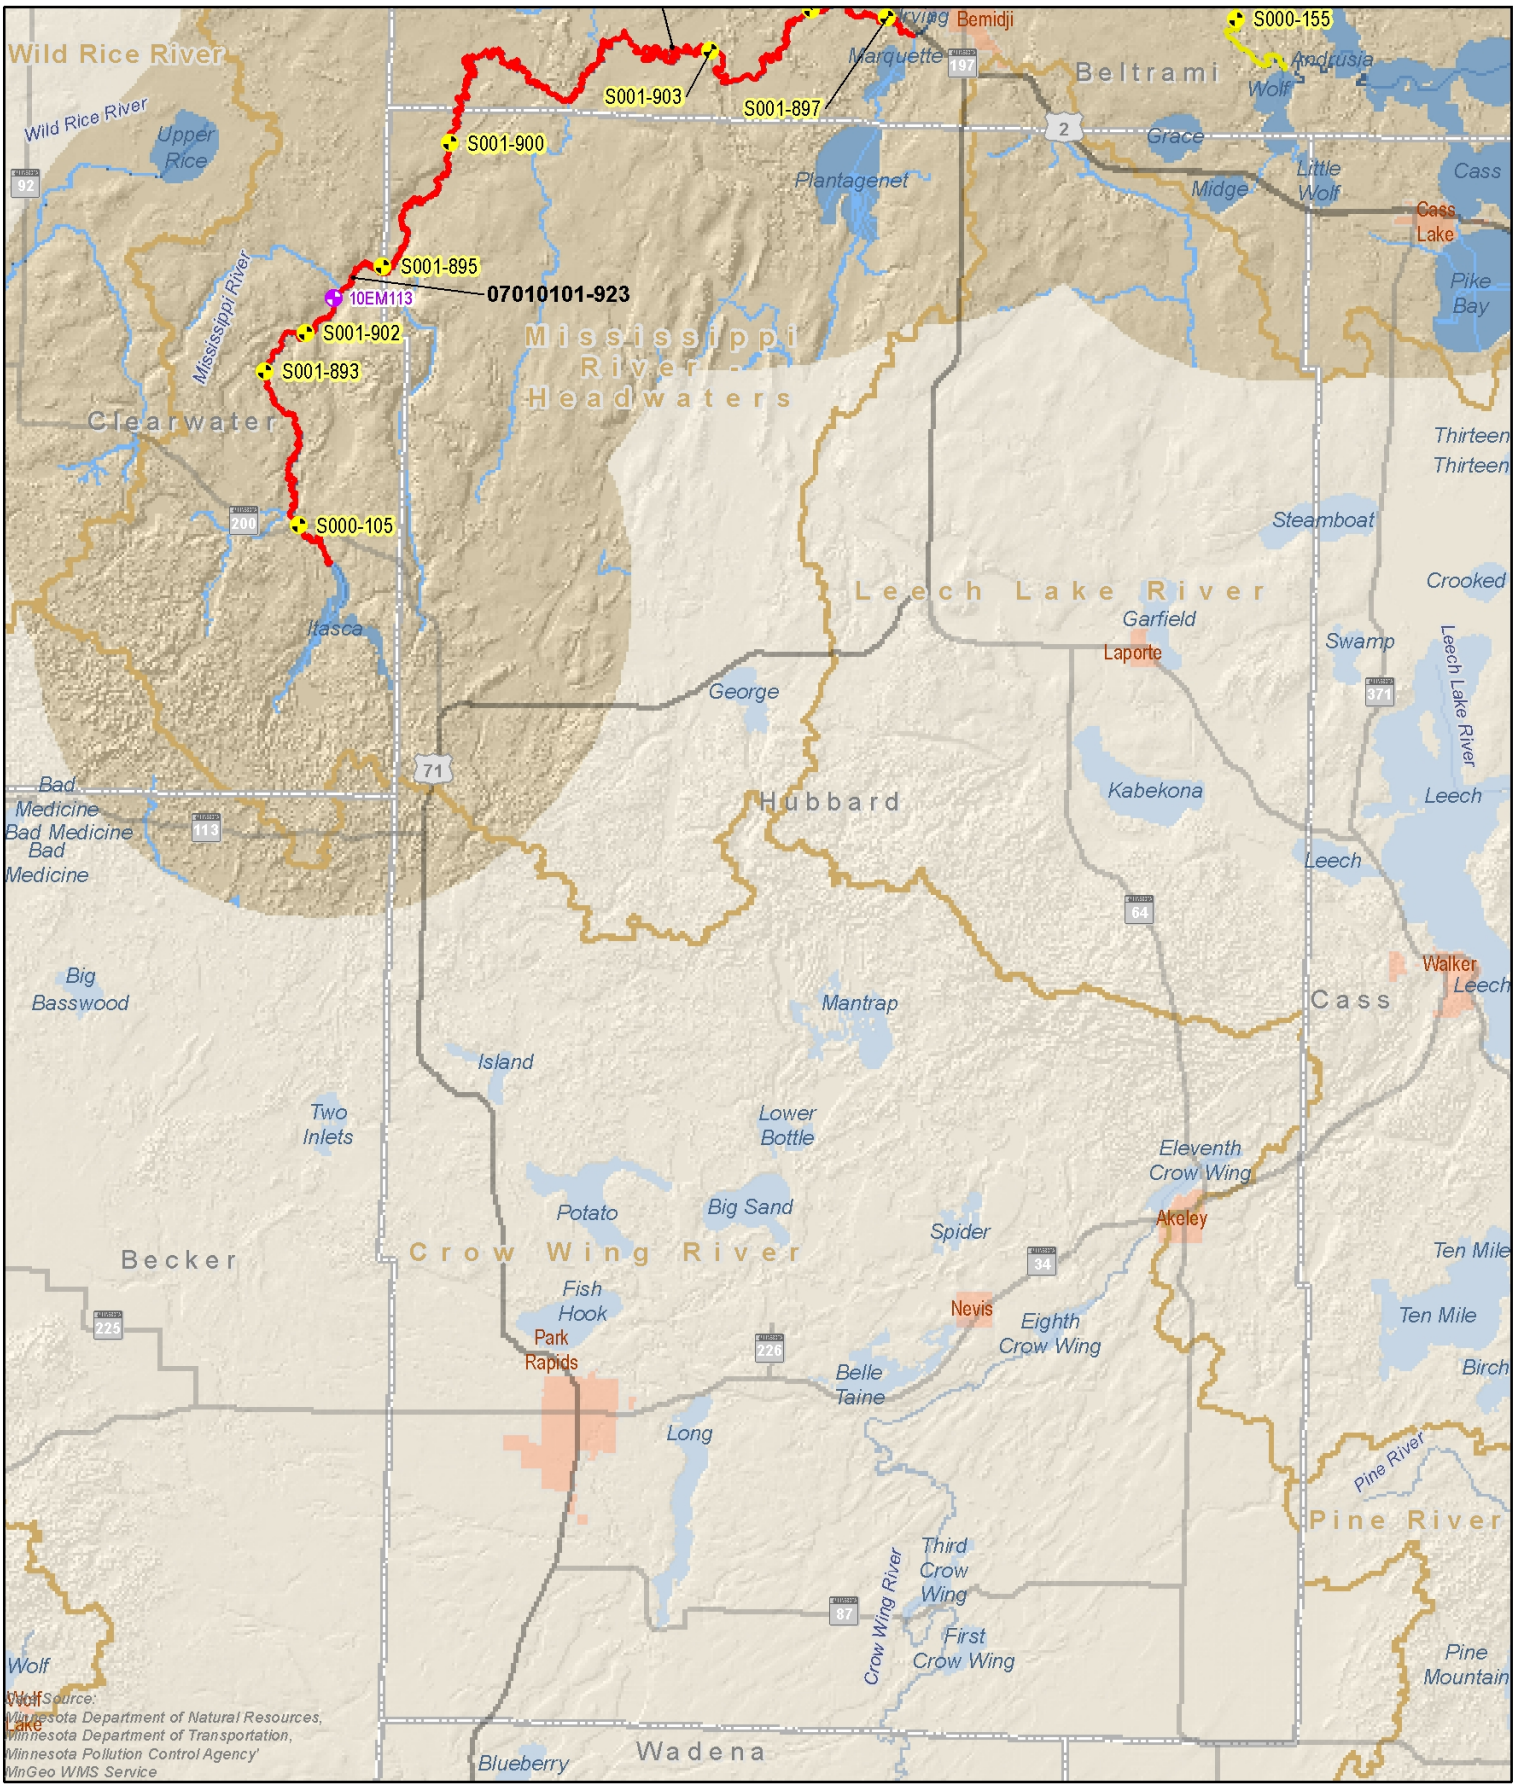 Irving
Bemidji
S000-155
Wild Rice River
Marquette
197
Beltrami
Andrusia
Wolf
S001-903
S001-897
Wild Rice River
Upper
Rice
S001-900
2
Grace
Plantagenet
Midge
Little
Wolf
Cass
92
Cass
Lake
S001-895
Mississippi River
10EM113
07010101-923
Pike
Bay
S001-902
Mississippi
River -
Headwaters
S001-893
Clearwater
Thirteen
Thirteen
200
S000-105
Steamboat
Crooked
Leech Lake River
Garfield
Itasca
Laporte
Swamp
Leech Lake River
George
371
71
Bad
Medicine
Bad Medicine
Bad
Medicine
113
Hubbard
Kabekona
Leech
Leech
64
Walker
Leech
Big
Basswood
Mantrap
Cass
Island
Two
Inlets
Lower
Bottle
Eleventh
Crow Wing
Potato
Big Sand
Spider
Akeley
Becker
Crow Wing River
34
Ten Mile
Fish
Hook
Nevis
Ten Mile
225
Park
Rapids
226
Eighth
Crow Wing
Belle
Taine
Birch
Long
Pine River
Pine River
Third
Crow
Wing
Crow Wing River
87
First
Crow Wing
Wolf
Pine
Mountain
Wolf
Lake
Source:
Minnesota Department of Natural Resources,
Minnesota Department of Transportation,
Minnesota Pollution Control Agency'
MnGeo WMS Service
Wadena
Blueberry